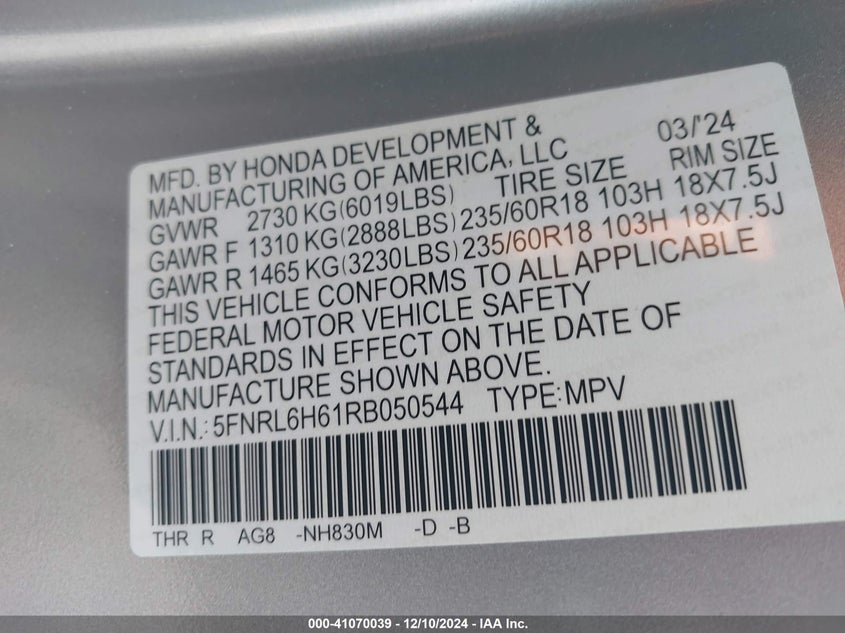 MFD. BY HONDA DEVELOPMENT & 03/'24
MANUFACTURING OF AMERICA, LLC
GVWR 2730 KG(6019LBS) TIRE SIZE RIM SIZE
GAWR F 1310 KG(2888LBS) 235/60R18 103H 18X7.5J
GAWR R 1465 KG(3230LBS) 235/60R18 103H 18X7.5J
THIS VEHICLE CONFORMS TO ALL APPLICABLE
FEDERAL MOTOR VEHICLE SAFETY
STANDARDS IN EFFECT ON THE DATE OF
MANUFACTURE SHOWN ABOVE.
V.I.N.:5FNRL6H61RB050544 TYPE:MPV
THR R AG8 -NH830M -D -B
000-41070039 - 12/10/2024 - IAA Inc.